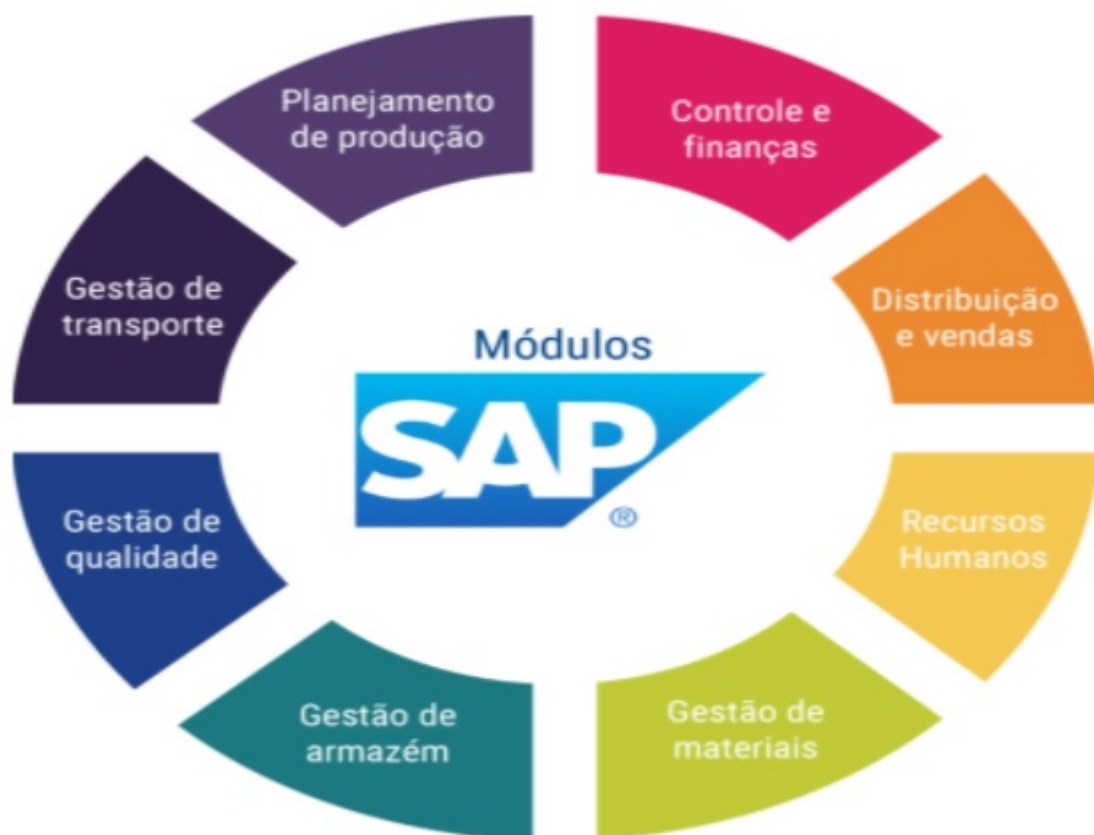 Planejamento
de produção
Controle e
finanças
Gestão de
transporte
Distribuição
e vendas
Módulos
SAP
®
Gestão de
qualidade
Recursos
Humanos
Gestão de
armazém
Gestão de
materiais